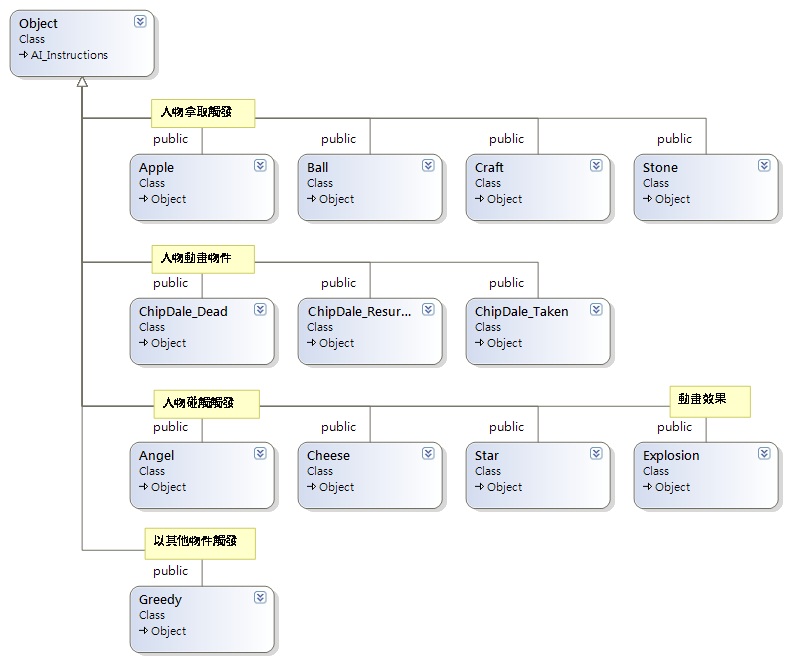 Object
Class
AI_Instructions
人物拿取觸發
public
public
public
public
Apple
Class
Object
Ball
Class
Object
Craft
Class
Object
Stone
Class
Object
人物動畫物件
public
public
public
ChipDale_Dead
Class
Object
ChipDale_Resur...
Class
Object
ChipDale_Taken
Class
Object
人物碰觸觸發
動畫效果
public
public
public
public
Angel
Class
Object
Cheese
Class
Object
Star
Class
Object
Explosion
Class
Object
以其他物件觸發
public
Greedy
Class
Object